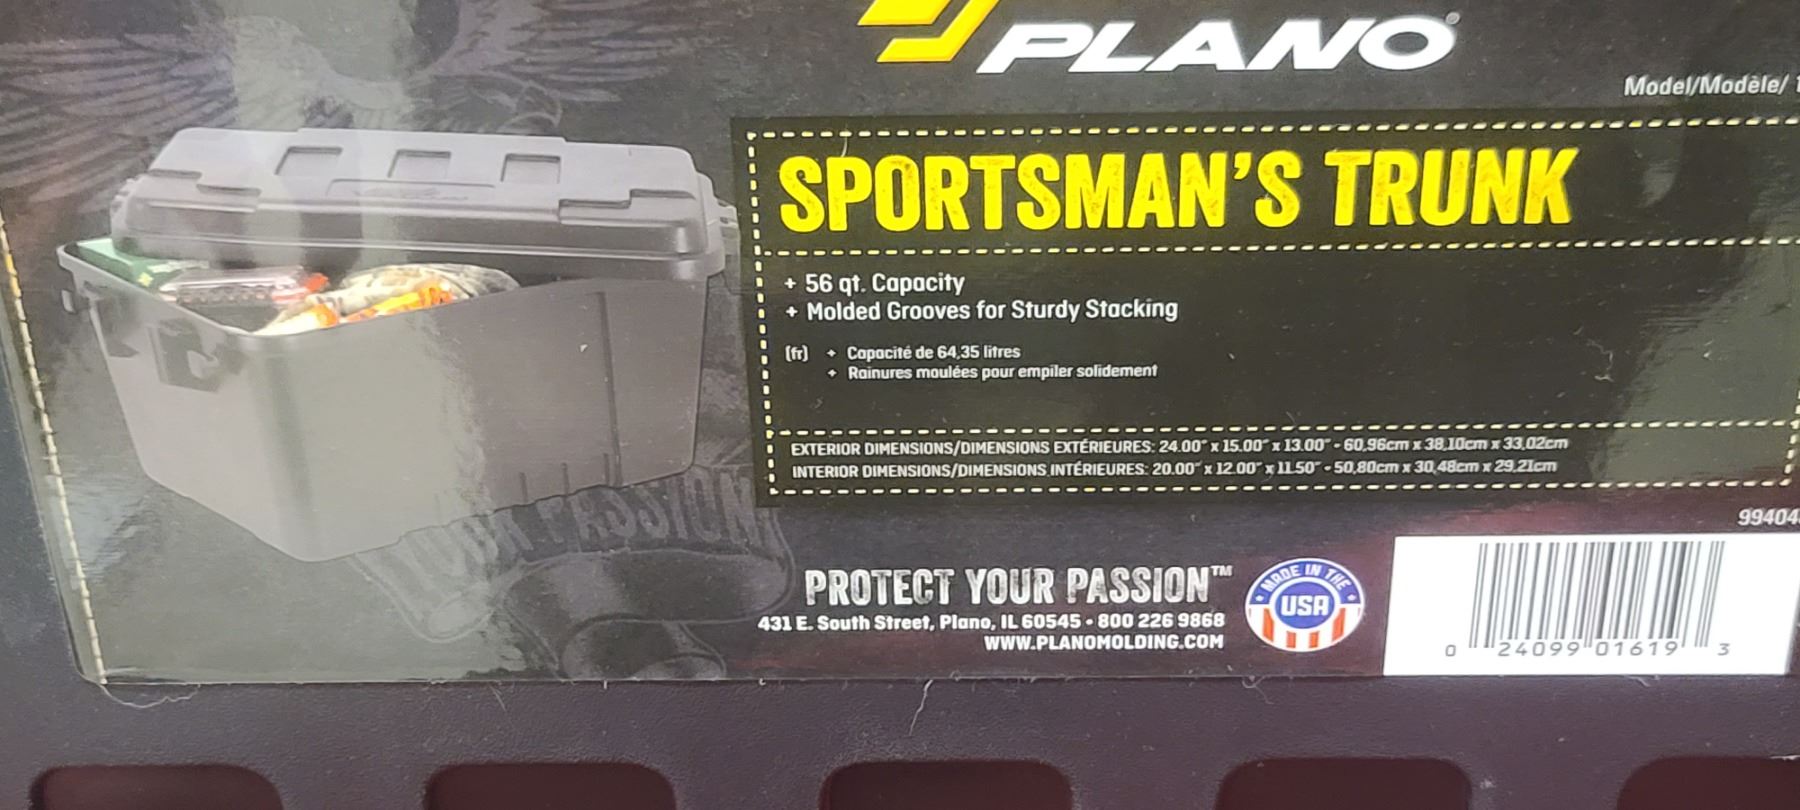 PLANO®
Model/Modèle/
SPORTSMAN'S TRUNK
+ 56 qt. Capacity
+ Molded Grooves for Sturdy Stacking
(fr) + Capacité de 64,35 litres
+ Rainures moulées pour empiler solidement
EXTERIOR DIMENSIONS/DIMENSIONS EXTÉRIEURES: 24.00" x 15.00" x 13.00" - 60,96cm x 38,10cm x 33,02cm
INTERIOR DIMENSIONS/DIMENSIONS INTÉRIEURES: 20.00" x 12.00" x 11.50" - 50,80cm x 30,48cm x 29,21cm
99404
PASSION
PROTECT YOUR PASSION™
431 E. South Street, Plano, IL 60545 • 800 226 9868
WWW.PLANOMOLDING.COM
MADE IN THE
USA
0 24099 01619 3